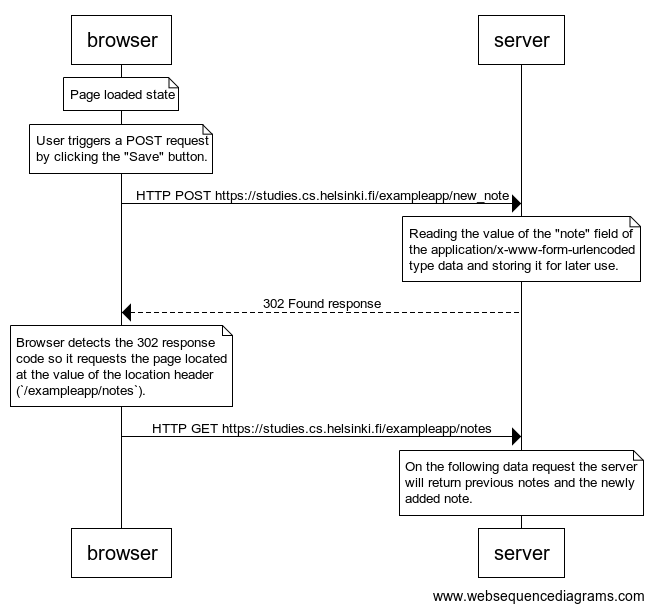 browser
server
Page loaded state
User triggers a POST request
by clicking the "Save" button.
HTTP POST https://studies.cs.helsinki.fi/exampleapp/new_note
Reading the value of the "note" field of
the application/x-www-form-urlencoded
type data and storing it for later use.
302 Found response
Browser detects the 302 response
code so it requests the page located
at the value of the location header
(`/exampleapp/notes`).
HTTP GET https://studies.cs.helsinki.fi/exampleapp/notes
On the following data request the server
will return previous notes and the newly
added note.
browser
server
www.websequencediagrams.com